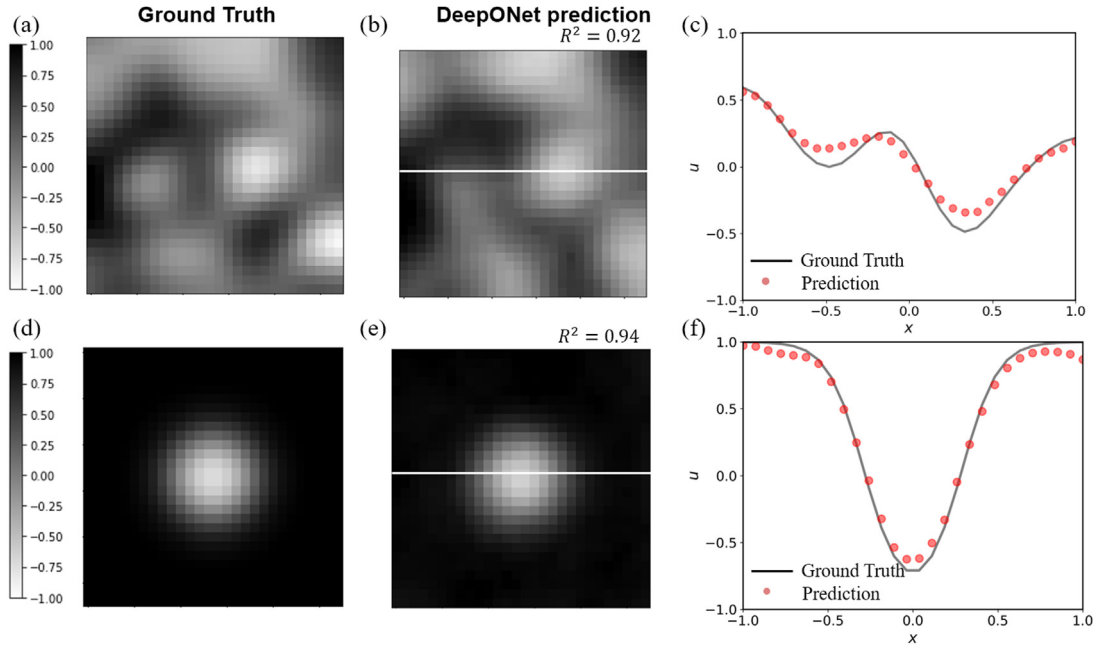 Ground Truth
DeepONet prediction
(a)
(b)
R² = 0.92
(c)
1.00
0.75
0.50
0.25
0.00
−0.25
−0.50
−0.75
−1.00
1.0
0.5
0.0
−0.5
−1.0
u
Ground Truth
Prediction
−1.0
−0.5
0.0
0.5
1.0
x
(d)
(e)
R² = 0.94
(f)
1.00
0.75
0.50
0.25
0.00
−0.25
−0.50
−0.75
−1.00
1.0
0.5
0.0
−0.5
−1.0
u
Ground Truth
Prediction
−1.0
−0.5
0.0
0.5
1.0
x